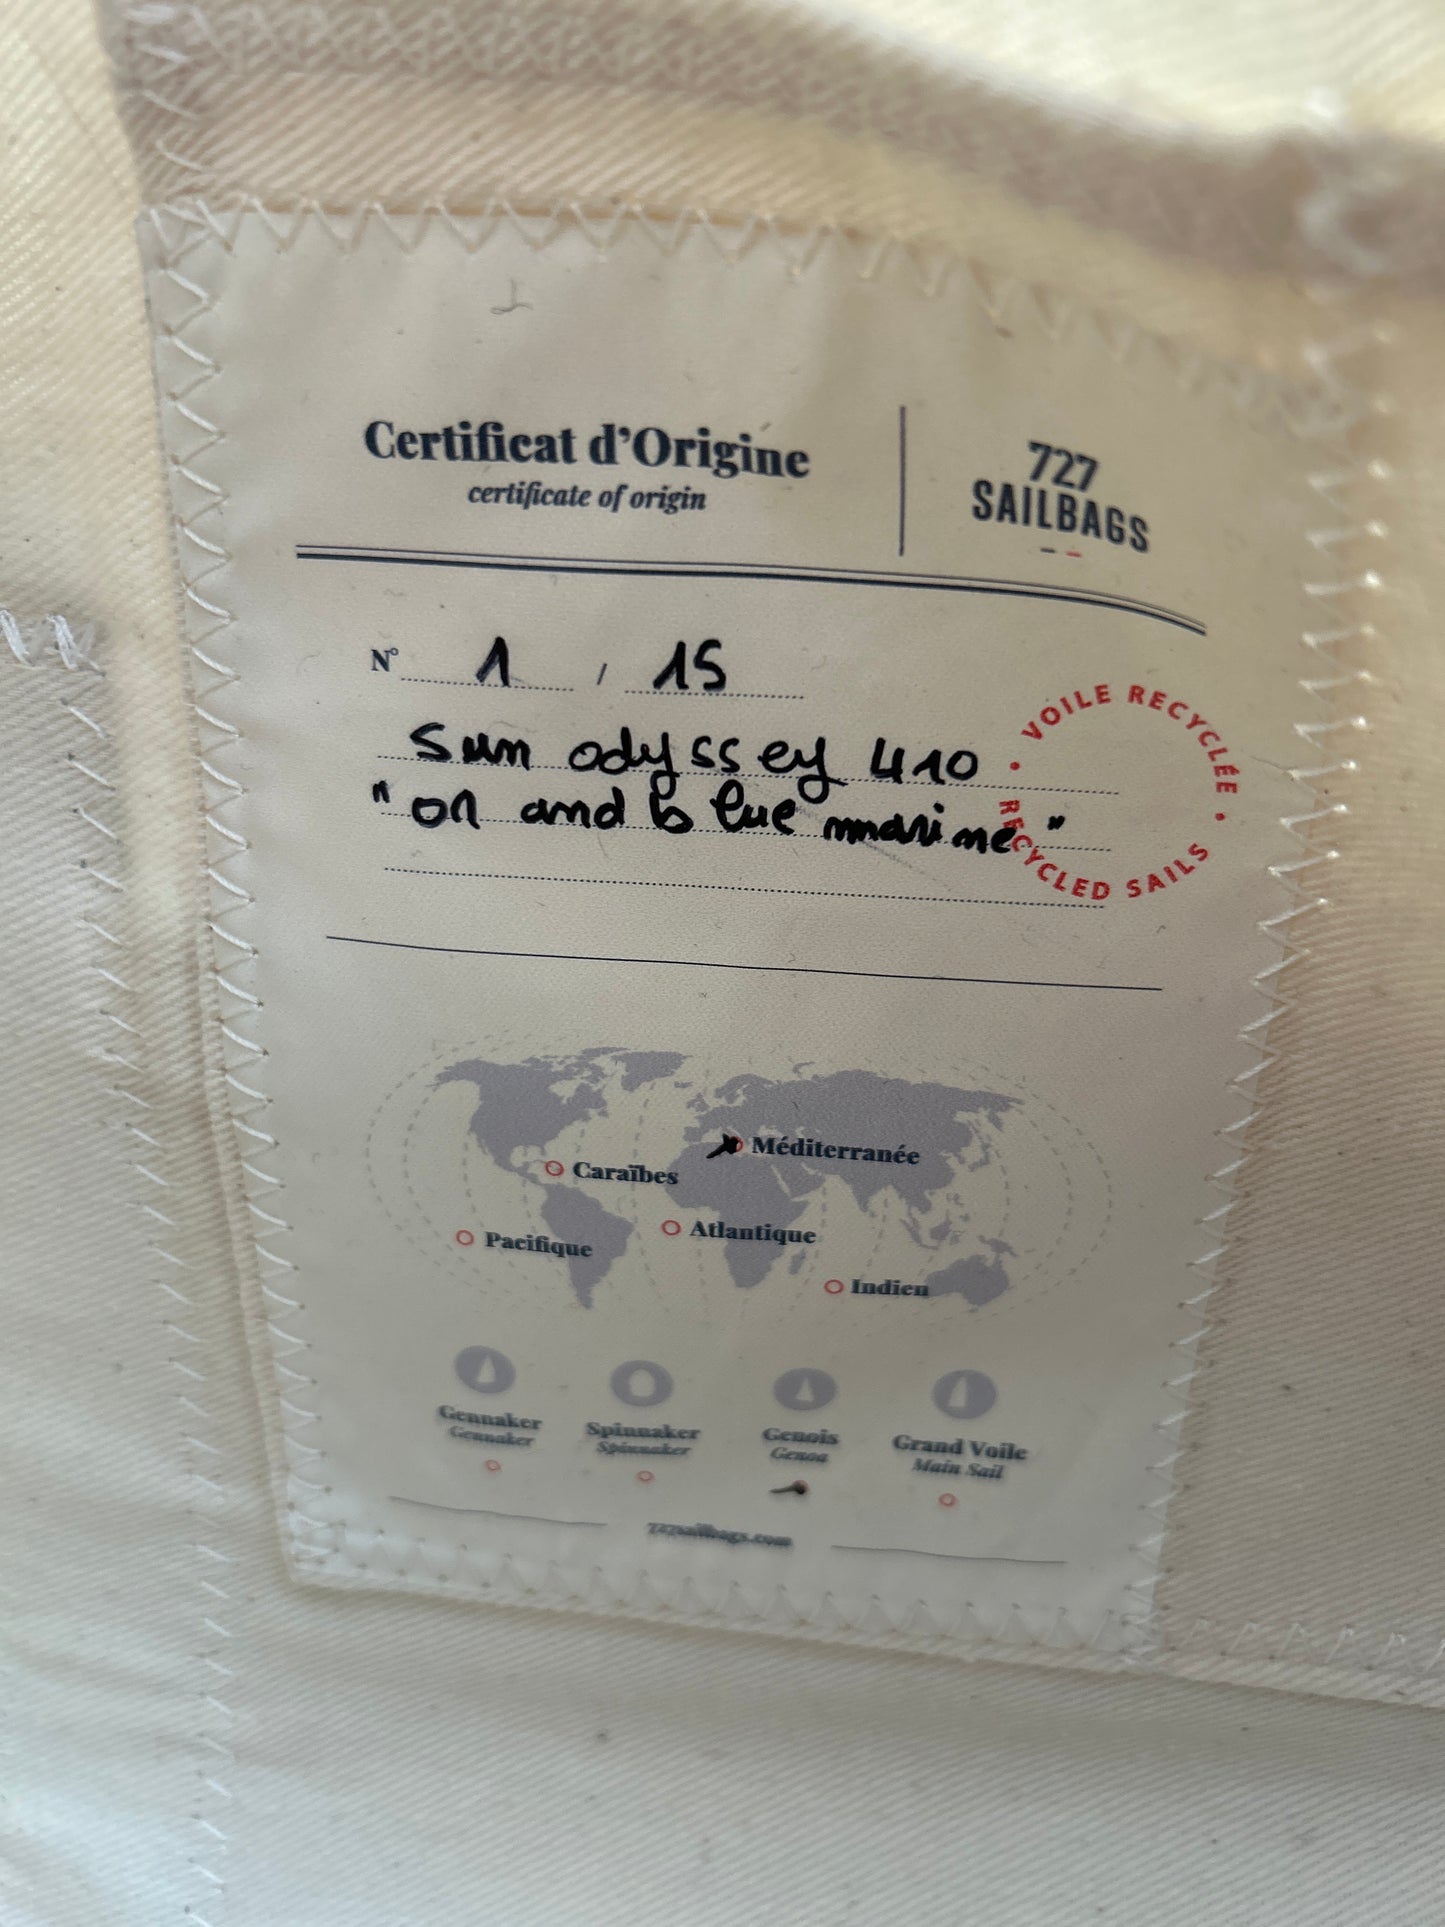 Certificat d'Origine
certificate of origin
727
SAILBAGS
N° 1 / 15
Sun odyssey 410
"on and blue marine"
VOILE RECYCLÉE • RECYCLED SAILS •
Méditerranée
Caraïbes
Atlantique
Pacifique
Indien
Gennaker
Gennaker
Spinnaker
Spinnaker
Genois
Genoa
Grand Voile
Main Sail
727sailbags.com